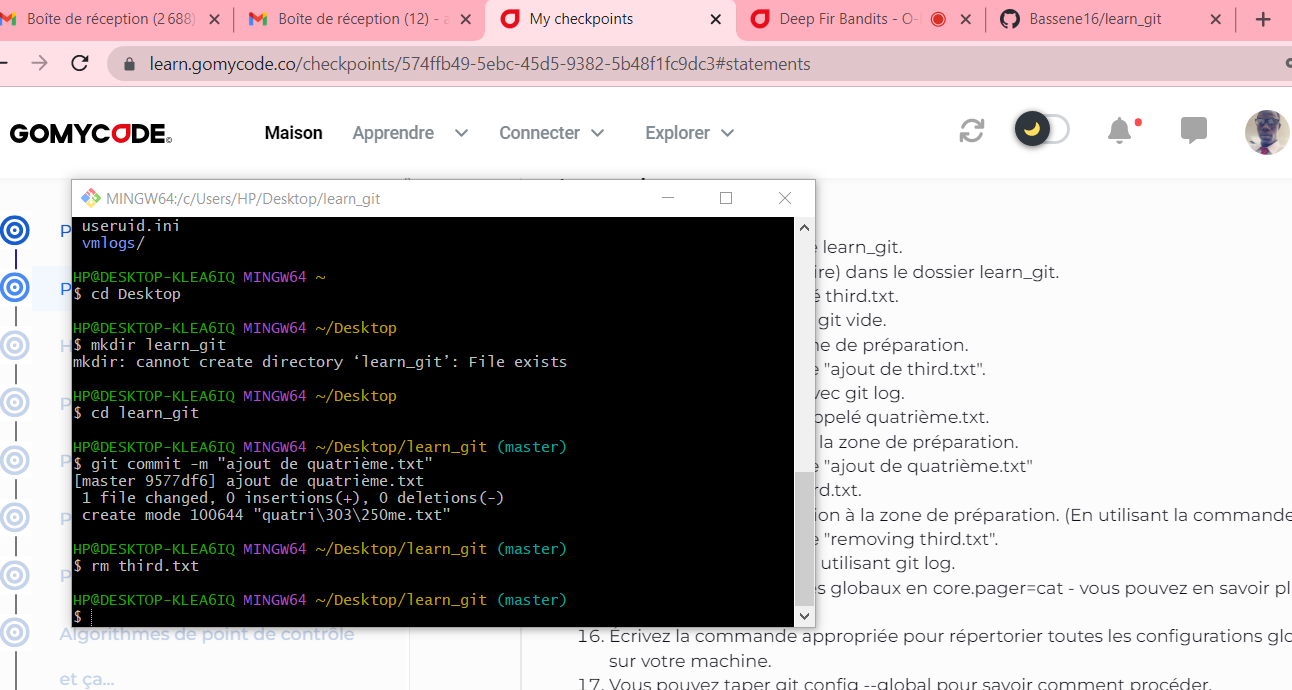 Boîte de réception (2 688)
Boîte de réception (12) - a
My checkpoints
Deep Fir Bandits - O-
Bassene16/learn_git
learn.gomycode.co/checkpoints/574ffb49-5ebc-45d5-9382-5b48f1fc9dc3#statements
GOMYCODE
Maison
Apprendre
Connecter
Explorer
MINGW64:/c/Users/HP/Desktop/learn_git
useruid.ini
vmlogs/
HP@DESKTOP-KLEA6IQ MINGW64 ~
$ cd Desktop
HP@DESKTOP-KLEA6IQ MINGW64 ~/Desktop
$ mkdir learn_git
mkdir: cannot create directory ‘learn_git’: File exists
HP@DESKTOP-KLEA6IQ MINGW64 ~/Desktop
$ cd learn_git
HP@DESKTOP-KLEA6IQ MINGW64 ~/Desktop/learn_git (master)
$ git commit -m "ajout de quatrième.txt"
[master 9577df6] ajout de quatrième.txt
1 file changed, 0 insertions(+), 0 deletions(-)
create mode 100644 "quatri\303\250me.txt"
HP@DESKTOP-KLEA6IQ MINGW64 ~/Desktop/learn_git (master)
$ rm third.txt
HP@DESKTOP-KLEA6IQ MINGW64 ~/Desktop/learn_git (master)
$
learn_git.
ire) dans le dossier learn_git.
third.txt.
git vide.
ne de préparation.
"ajout de third.txt".
vec git log.
ppelé quatrième.txt.
la zone de préparation.
"ajout de quatrième.txt"
rd.txt.
ion à la zone de préparation. (En utilisant la commande
"removing third.txt".
utilisant git log.
s globaux en core.pager=cat - vous pouvez en savoir pl
16. Écrivez la commande appropriée pour répertorier toutes les configurations glo
sur votre machine.
17. Vous pouvez taper git config --global pour savoir comment procéder.
P
P
H
P
P
P
P
Algorithmes de point de contrôle
et ça...